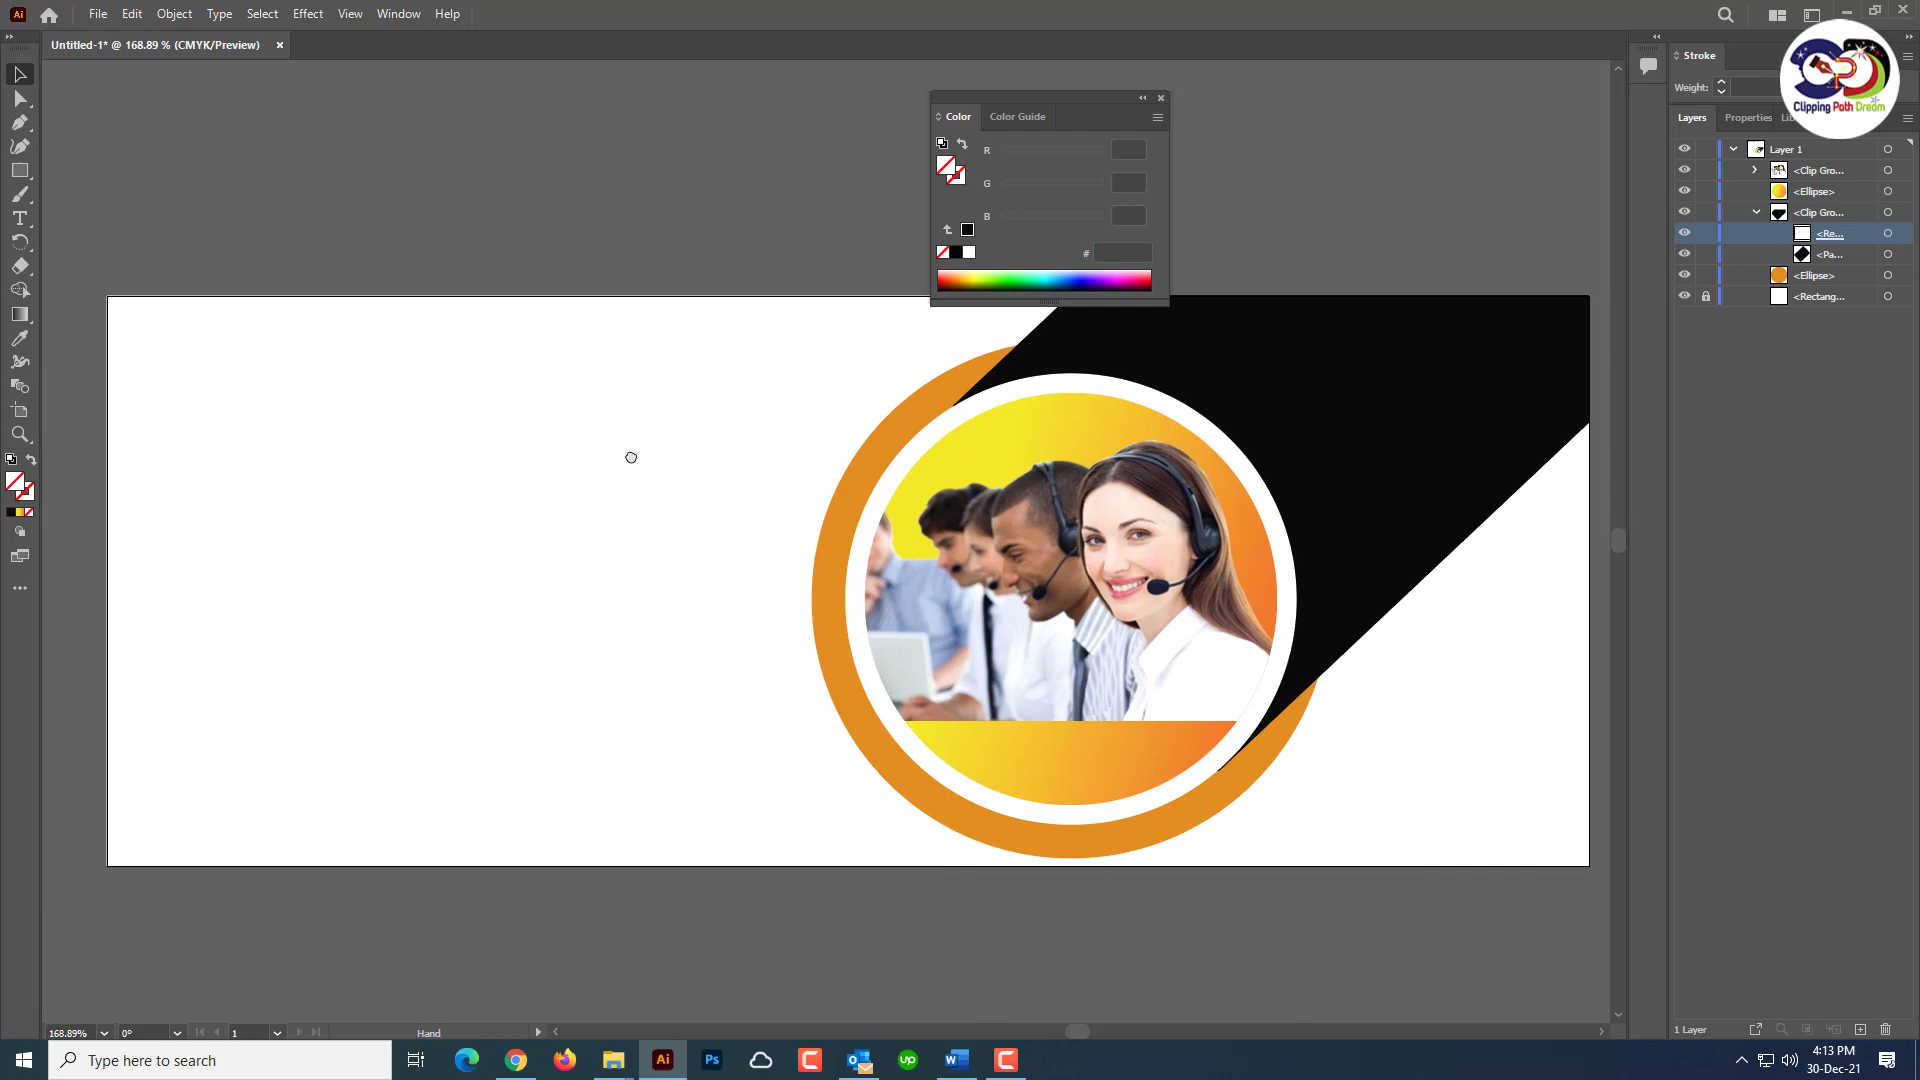 Ai File Edit Object Type Select Effect View Window Help
Untitled-1* @ 168.89 % (CMYK/Preview) ×
Clipping Path Dream
Stroke
Weight:
Layers Properties
Color Color Guide
R
G
B
#
Layer 1
<Clip Gro...
<Ellipse>
<Clip Gro...
<Re...
<Pa...
<Ellipse>
<Rectang...
168.89% 0° 1 Hand
1 Layer
Type here to search
Ai Ps up
4:13 PM
30-Dec-21